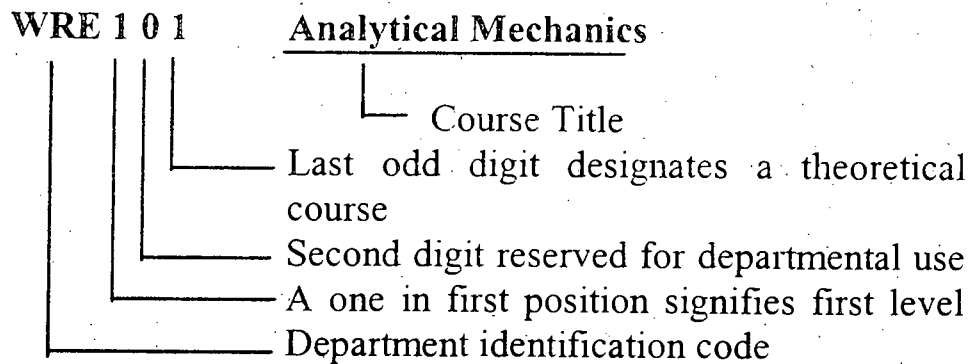 WRE 1 0 1 Analytical Mechanics
Course Title
Last odd digit designates a theoretical
course
Second digit reserved for departmental use
A one in first position signifies first level
Department identification code